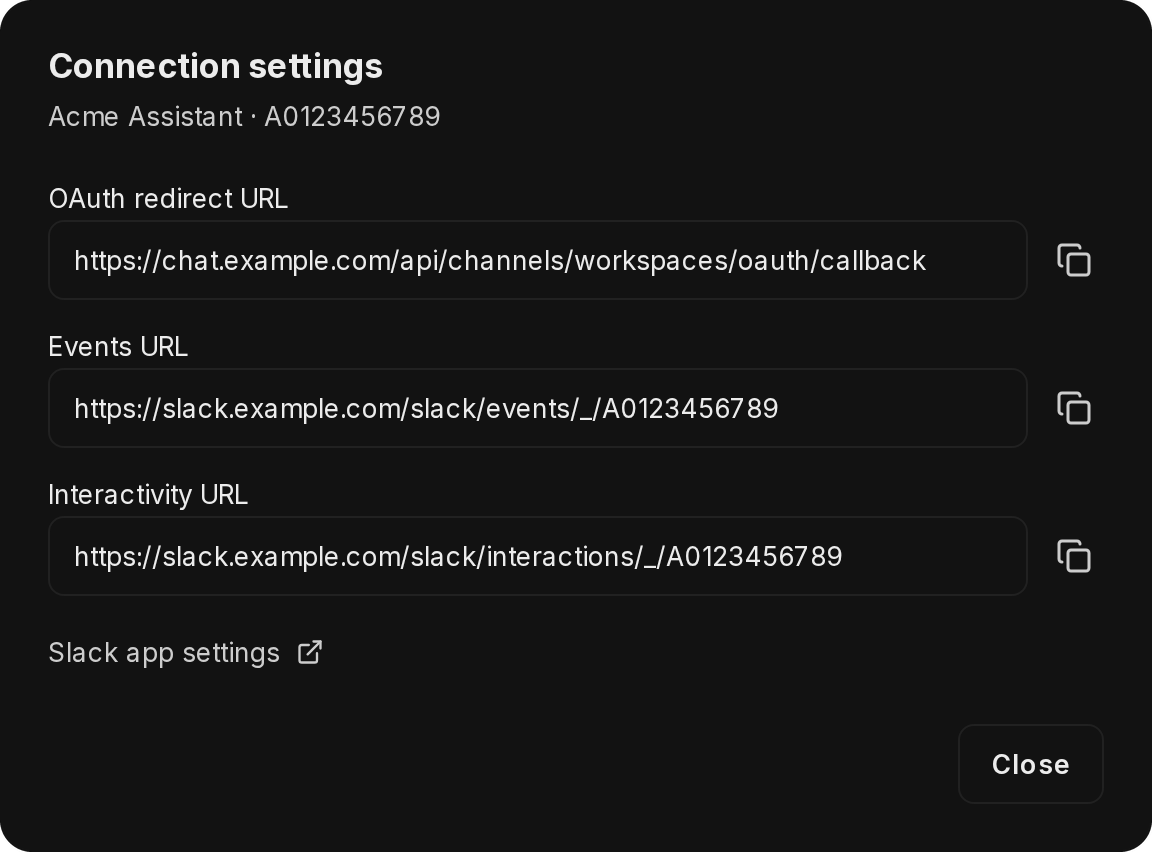 Connection settings
Acme Assistant · A0123456789
OAuth redirect URL
https://chat.example.com/api/channels/workspaces/oauth/callback
Events URL
https://slack.example.com/slack/events/_/A0123456789
Interactivity URL
https://slack.example.com/slack/interactions/_/A0123456789
Slack app settings
Close